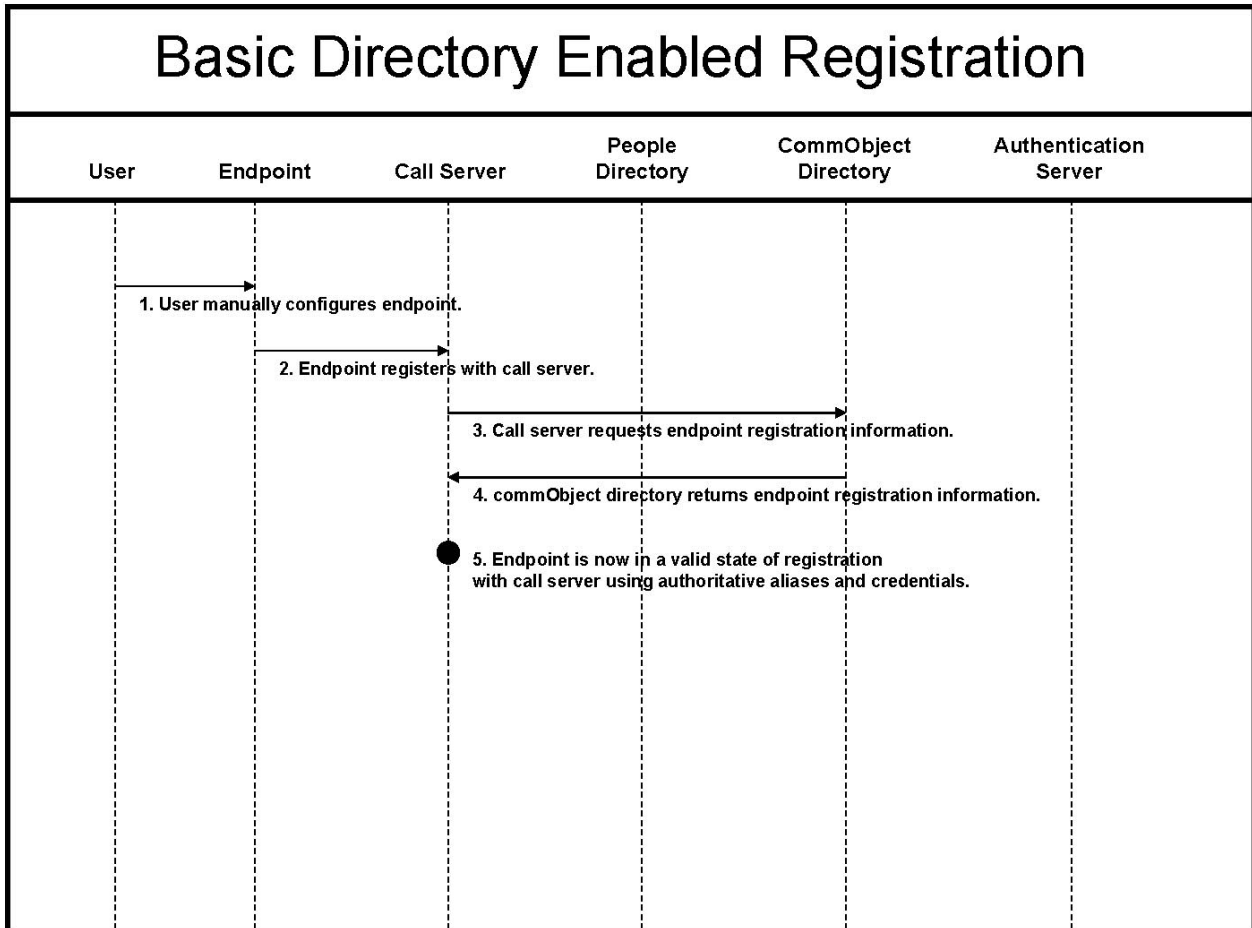 Basic Directory Enabled Registration
User
Endpoint
Call Server
People
Directory
CommObject
Directory
Authentication
Server
1. User manually configures endpoint.
2. Endpoint registers with call server.
3. Call server requests endpoint registration information.
4. commObject directory returns endpoint registration information.
5. Endpoint is now in a valid state of registration
with call server using authoritative aliases and credentials.